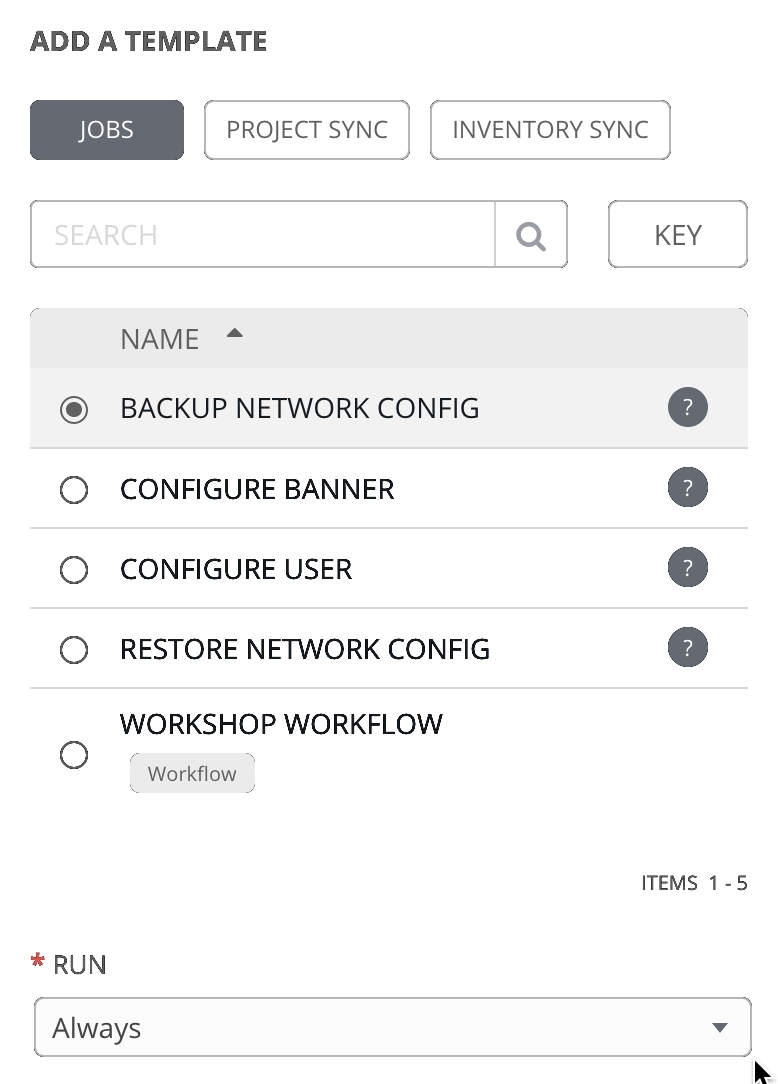 ADD A TEMPLATE
JOBS PROJECT SYNC INVENTORY SYNC
SEARCH KEY
NAME
BACKUP NETWORK CONFIG ?
CONFIGURE BANNER ?
CONFIGURE USER ?
RESTORE NETWORK CONFIG ?
WORKSHOP WORKFLOW
Workflow
ITEMS 1 - 5
* RUN
Always